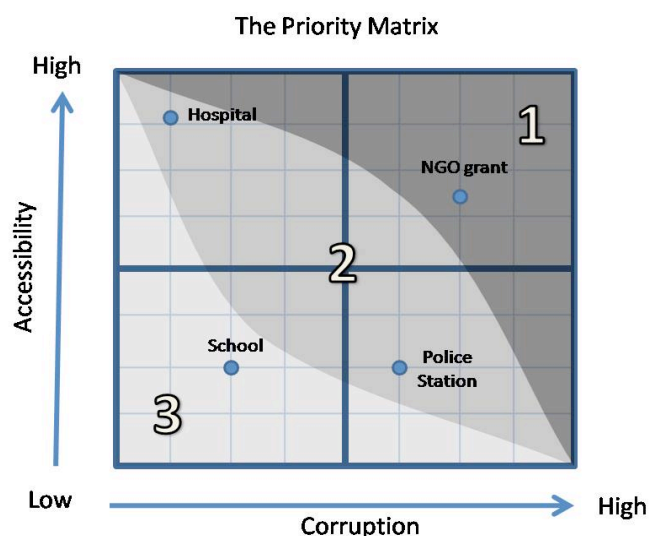 The Priority Matrix
High
1
Hospital
NGO grant
Accessibility
2
School
Police
Station
3
Low
High
Corruption